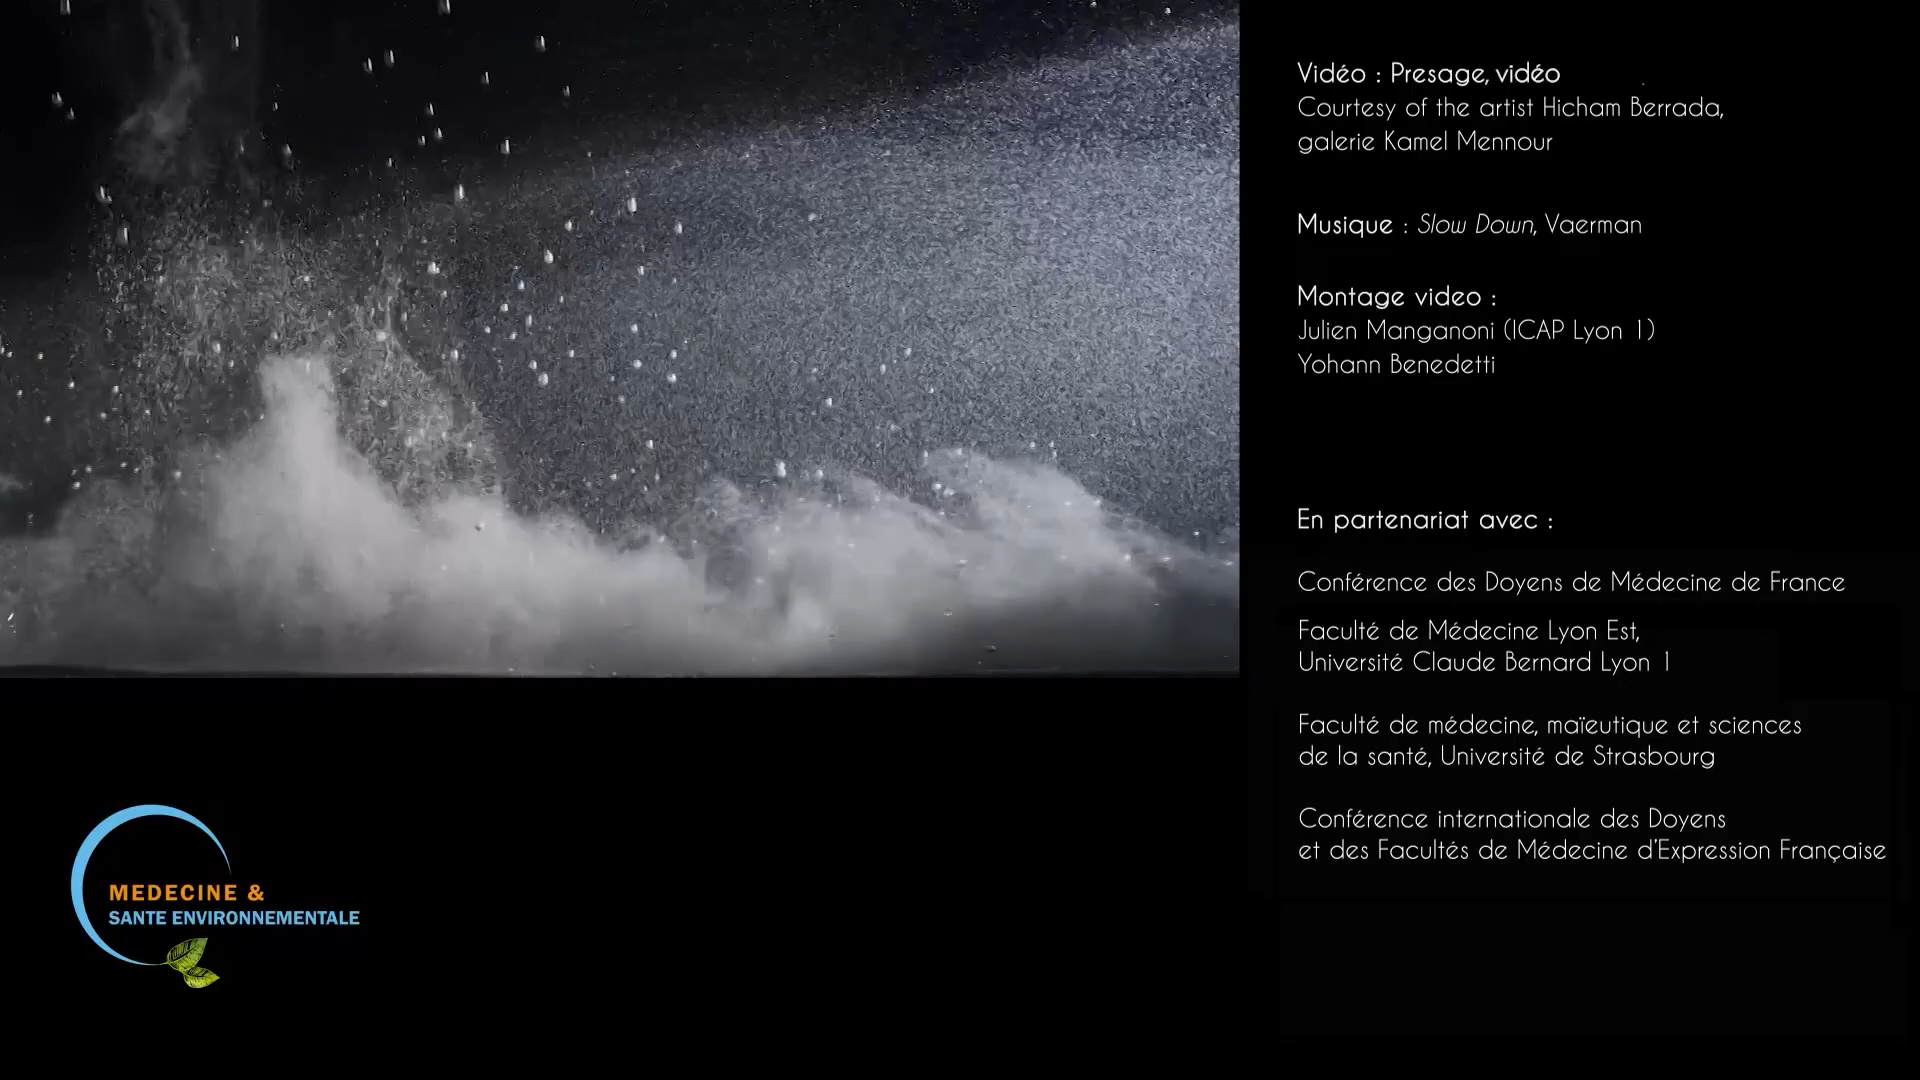 Vidéo : Presage, vidéo
Courtesy of the artist Hicham Berrada,
galerie Kamel Mennour
Musique : Slow Down, Vaerman
Montage video :
Julien Manganoni (ICAP Lyon 1)
Yohann Benedetti
En partenariat avec :
Conférence des Doyens de Médecine de France
Faculté de Médecine Lyon Est,
Université Claude Bernard Lyon 1
Faculté de médecine, maïeutique et sciences
de la santé, Université de Strasbourg
Conférence internationale des Doyens
et des Facultés de Médecine d'Expression Française
MEDECINE &
SANTE ENVIRONNEMENTALE